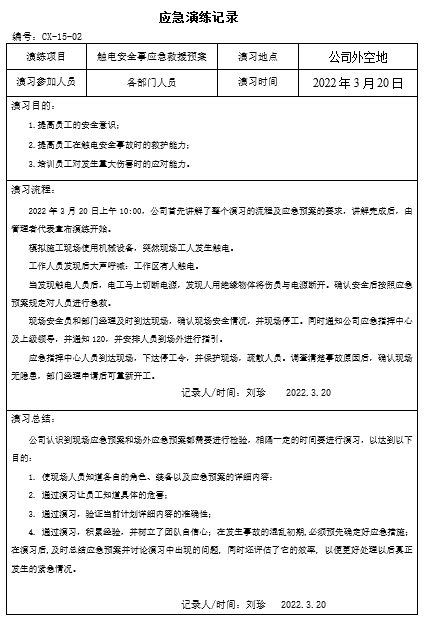 应急演练记录
编号：CX-15-02
演练项目 触电安全事应急救援预案 演习地点 公司外空地
演习参加人员 各部门人员 演习时间 2022年3月20日
演习目的：
1.提高员工的安全意识；
2.提高员工在触电安全事故时的救护能力。
3.培训员工对发生重大伤害时的应对能力。
演习流程：
2022年3月20日上午10:00，公司首先讲解了整个演习的流程及应急预案的要求，讲解完成后，由
管理者代表宣布演练开始。
模拟施工现场使用机械设备，突然现场工人发生触电。
工作人员发现后大声呼喊：工作区有人触电。
当发现触电人员后，电工马上切断电源，发现人用绝缘物体将伤员与电源断开。确认安全后按照应急
预案规定对人员进行急救。
现场安全员和部门经理及时到达现场，确认现场安全情况，并现场停工。同时通知公司应急指挥中心
及上级领导，并通知120，并安排人员到场外进行指引。
应急指挥中心人员到达现场，下达停工令，并保护现场，疏散人员。调查清楚事故原因后，确认现场
无隐患，部门经理申请后可重新开工。
记录人/时间：刘珍 2022.3.20
演习总结：
公司认识到现场应急预案和场外应急预案都需要进行检验，相隔一定的时间要进行演习，以达到以下
目的：
1. 使现场人员知道各自的角色、装备以及应急预案的详细内容：
2. 通过演习让员工知道具体的危害；
3. 通过演习，验证当前计划详细内容的准确性；
4. 通过演习，积累经验，并树立了团队自信心；在发生事故的混乱初期，必须预先确定好应急措施；
在演习后，及时总结应急预案并讨论演习中出现的问题，同时还评估了它的效率，以便更好处理以后真正
发生的紧急情况。
记录人/时间：刘珍 2022.3.20